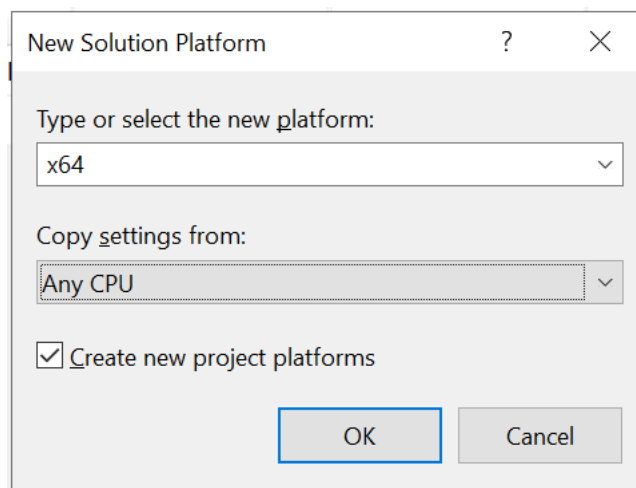 New Solution Platform
?
Type or select the new platform:
x64
Copy settings from:
Any CPU
Create new project platforms
OK
Cancel